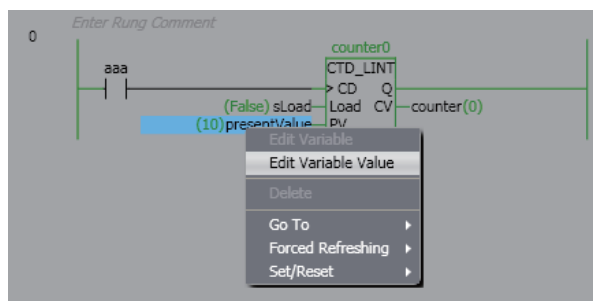 Enter Rung Comment
0
counter0
aaa
CTD_LINT
CD Q
(False) sLoad Load CV counter(0)
(10) presentValue PV
Edit Variable
Edit Variable Value
Delete
Go To
Forced Refreshing
Set/Reset